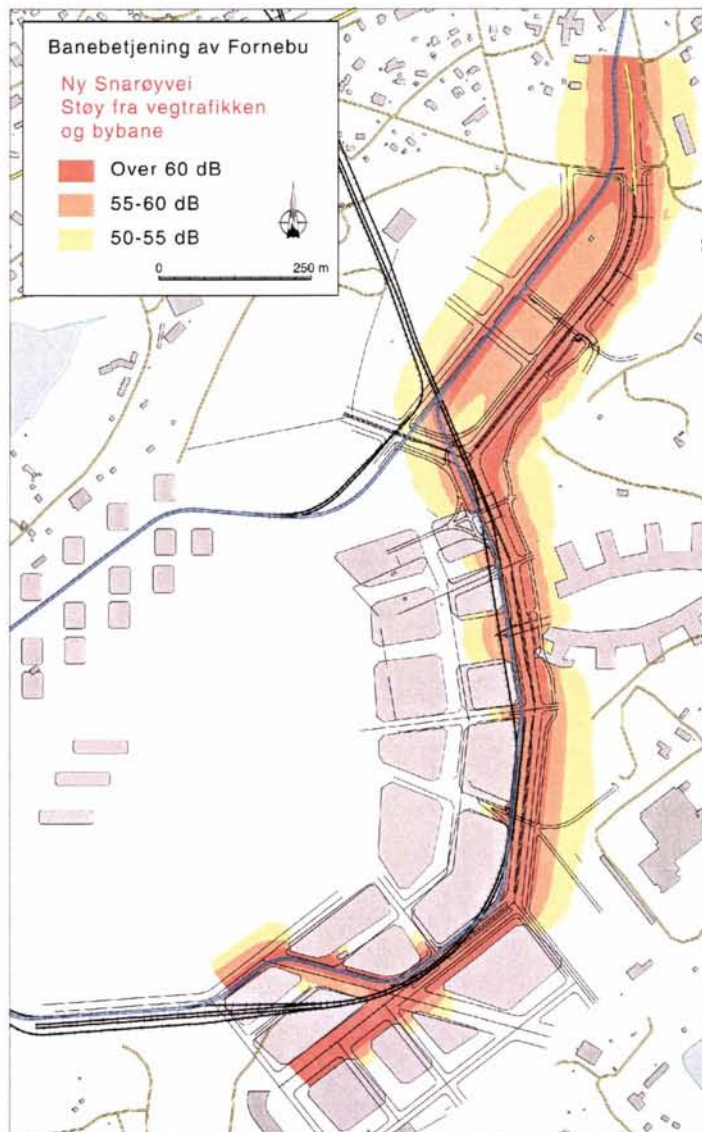 Banebetjening av Fornebu
Ny Snarøyvei
Støy fra vegtrafikken
og bybane
Over 60 dB
55-60 dB
50-55 dB
N
0 250 m